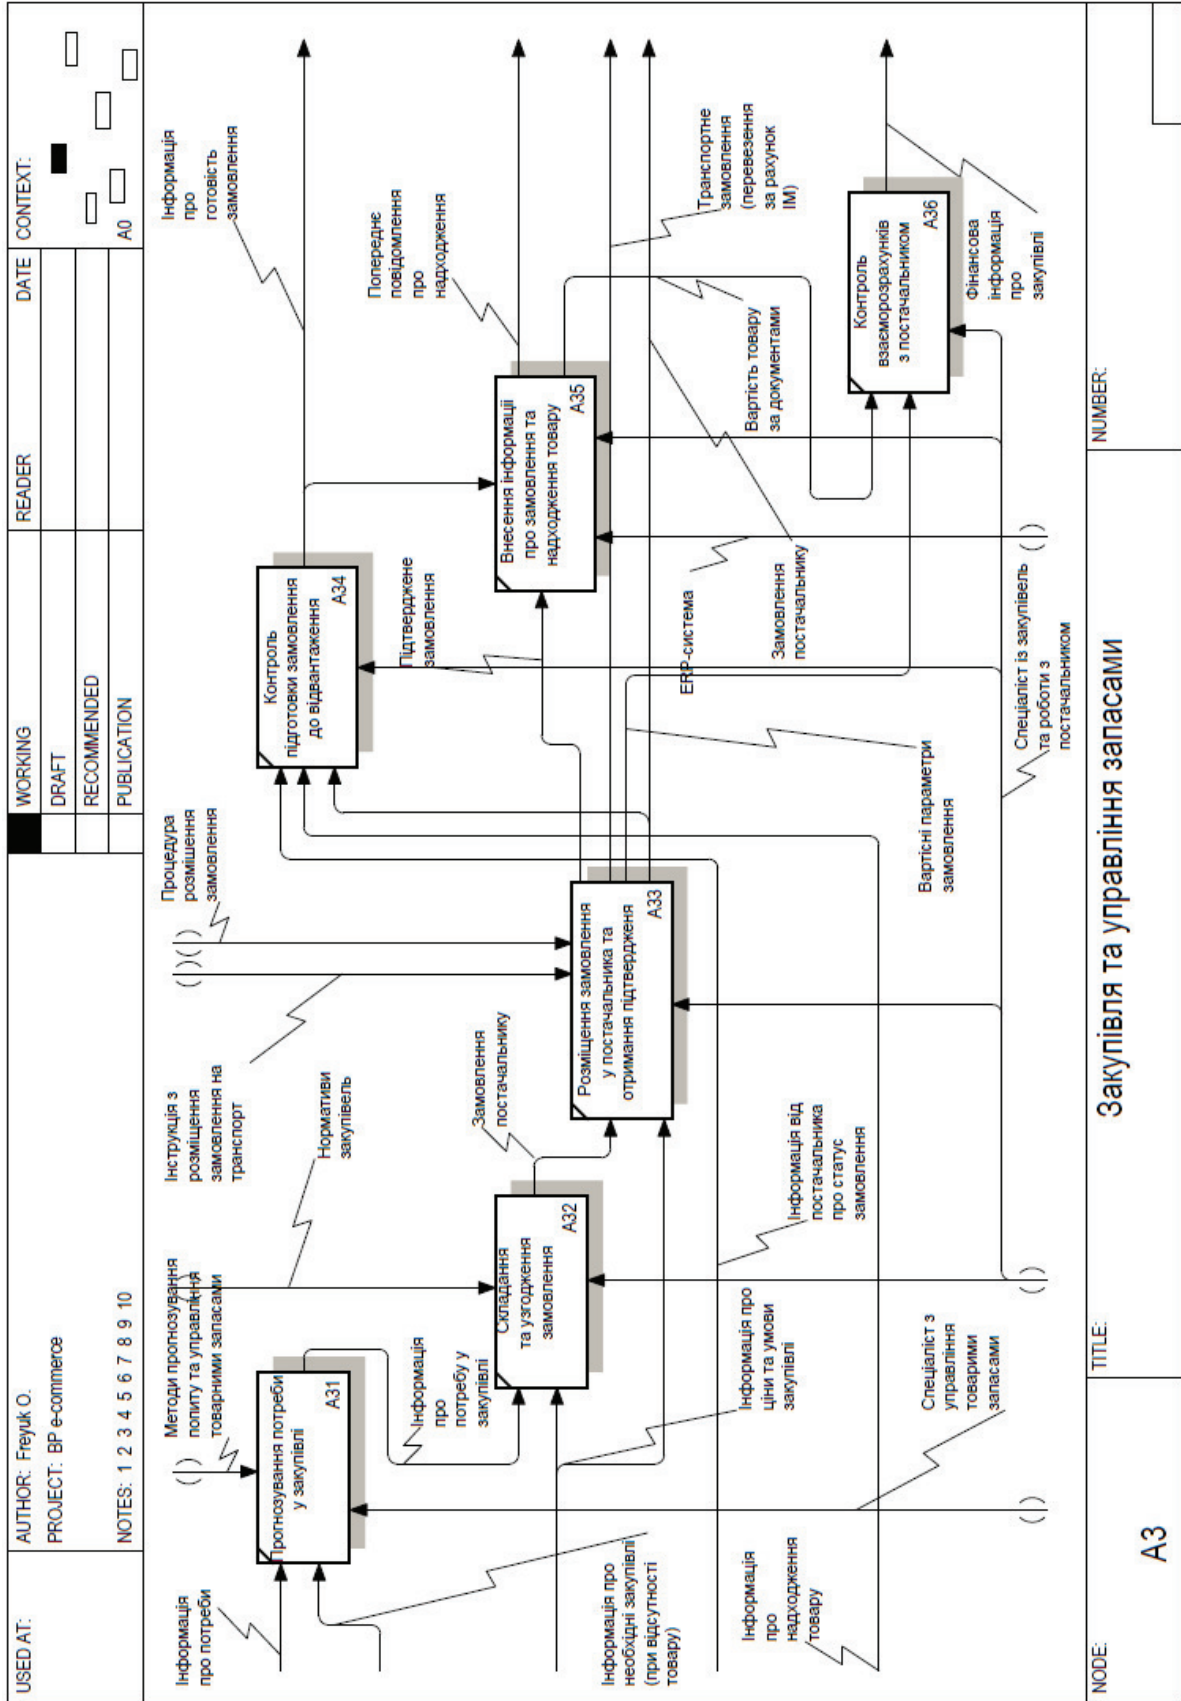 USED AT:
AUTHOR: Freyuk O.
PROJECT: BP e-commerce
NOTES: 1 2 3 4 5 6 7 8 9 10
WORKING
DRAFT
RECOMMENDED
PUBLICATION
READER
DATE
CONTEXT:
A0
Інформація
про потреби
Методи прогнозування
попиту та управління
товарними запасами
Інструкція з
розміщення
замовлення на
транспорт
Процедура
розмішення
замовлення
Інформація
про
готовість
замовлення
Прогнозування потреби
у закупівлі
A31
Нормативи
закупівель
Контроль
підготовки замовлення
до відвантаження
A34
Попереднє
повідомлення
про
надходження
Інформація
про
потребу у
закупівлі
Складання
та узгодження
замовлення
A32
Замовлення
постачальнику
Підтверджене
замовлення
Внесення інформаціі
про замовлення та
надходження товару
A35
Розміщення замовлення
у постачальника та
отримання підтвердженя
A33
Інформація про
необхідні закупівлі
(при відсутності
товару)
ERP-система
Транспортне
замовлення
(перевезення
за рахунок
ІМ)
Інформація про
ціни та умови
закупівлі
Вартість товару
за документами
Замовлення
постачальнику
Інформація
про
надходження
товару
Інформація від
постачальника
про статус
замовлення
Контроль
взаєморозрахунків
з постачальником
A36
Спеціаліст з
управління
товарими
запасами
Вартісні параметри
замовлення
Спеціаліст із закупівель
та роботи з
постачальником
Фінансова
інформація
про
закупівлі
NODE:
A3
TITLE:
Закупівля та управління запасами
NUMBER: